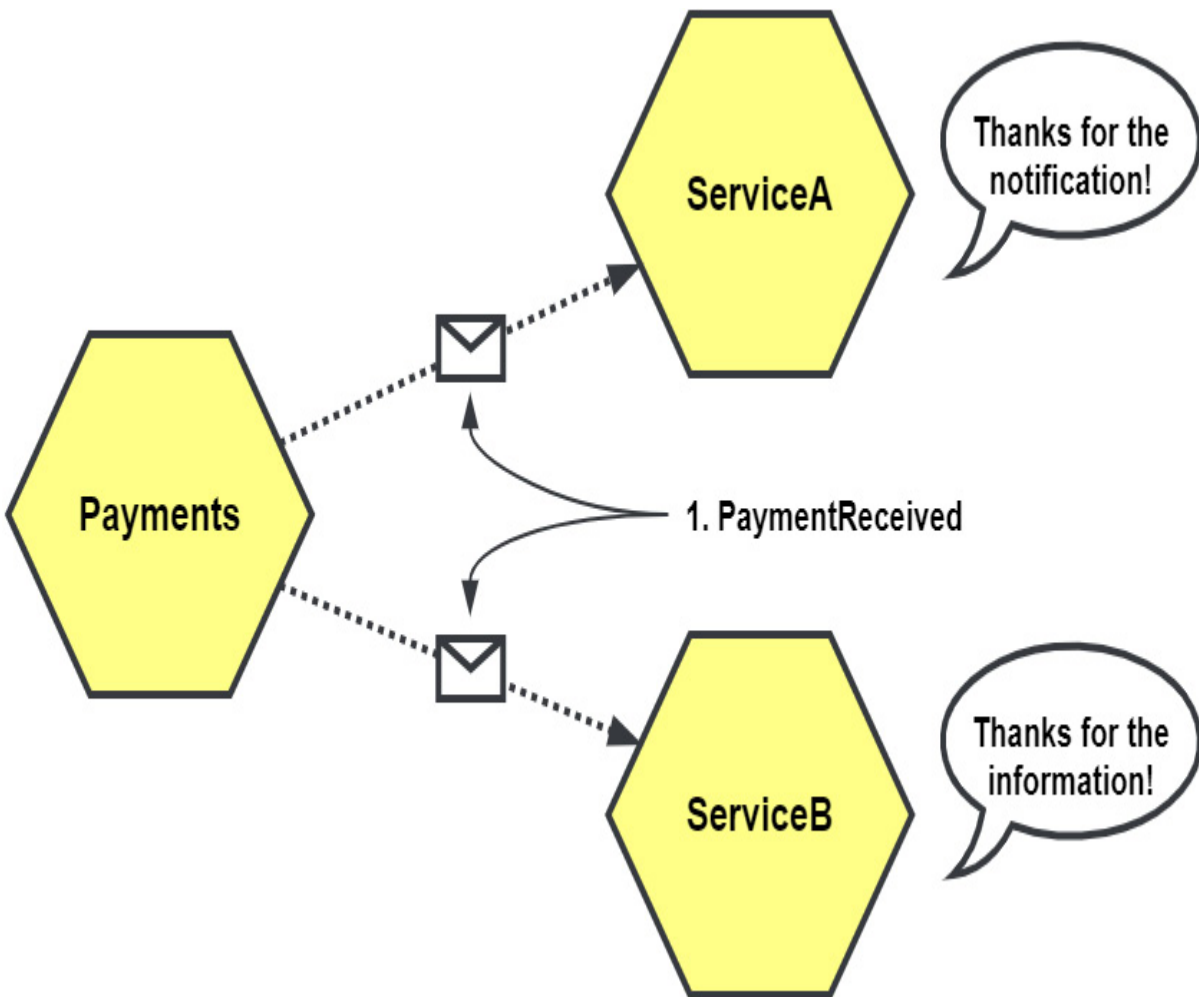 ServiceA
Thanks for the
notification!
Payments
1. PaymentReceived
ServiceB
Thanks for the
information!